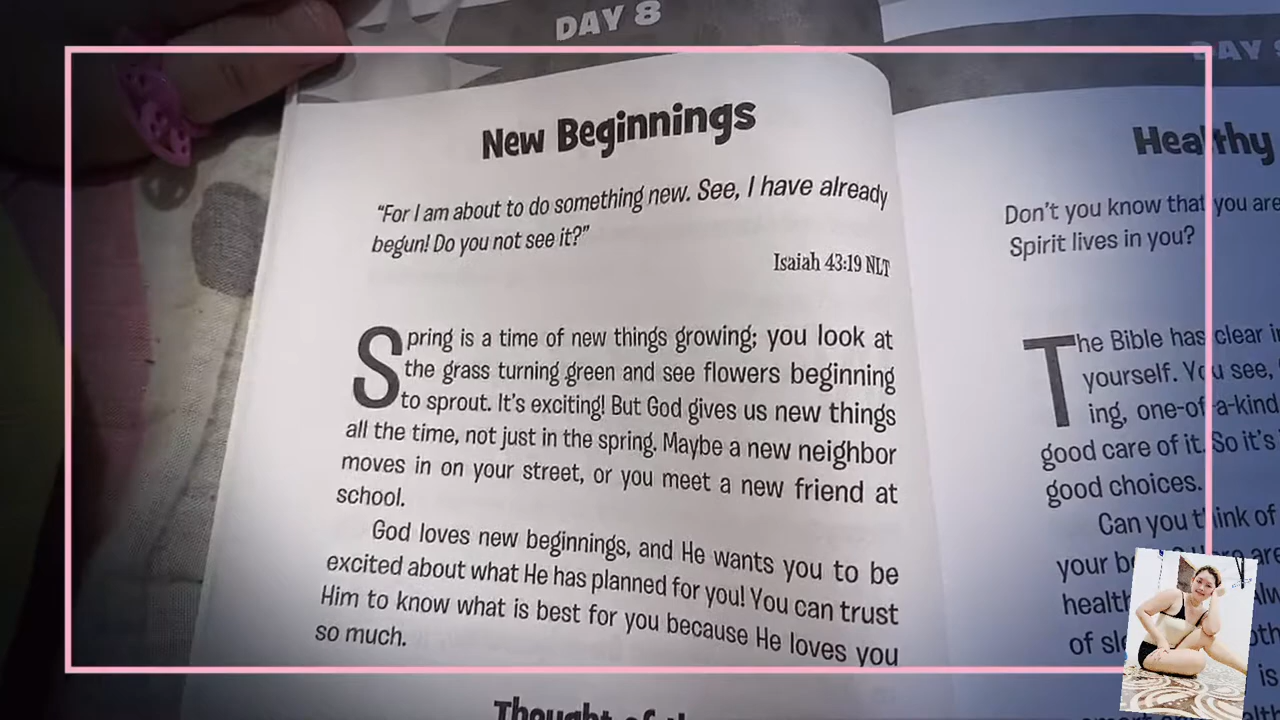 DAY 8
New Beginnings
"For I am about to do something new. See, I have already
begun! Do you not see it?"
Isaiah 43:19 NLT
Spring is a time of new things growing; you look at
the grass turning green and see flowers beginning
to sprout. It's exciting! But God gives us new things
all the time, not just in the spring. Maybe a new neighbor
moves in on your street, or you meet a new friend at
school.
God loves new beginnings, and He wants you to be
excited about what He has planned for you! You can trust
Him to know what is best for you because He loves you
so much.
Thought of
DAY
Healthy
Don't you know that you are
Spirit lives in you?
The Bible has clear
yourself. You see,
ing, one-of-a-kind
good care of it. So it's
good choices.
Can you think of
your
of
is